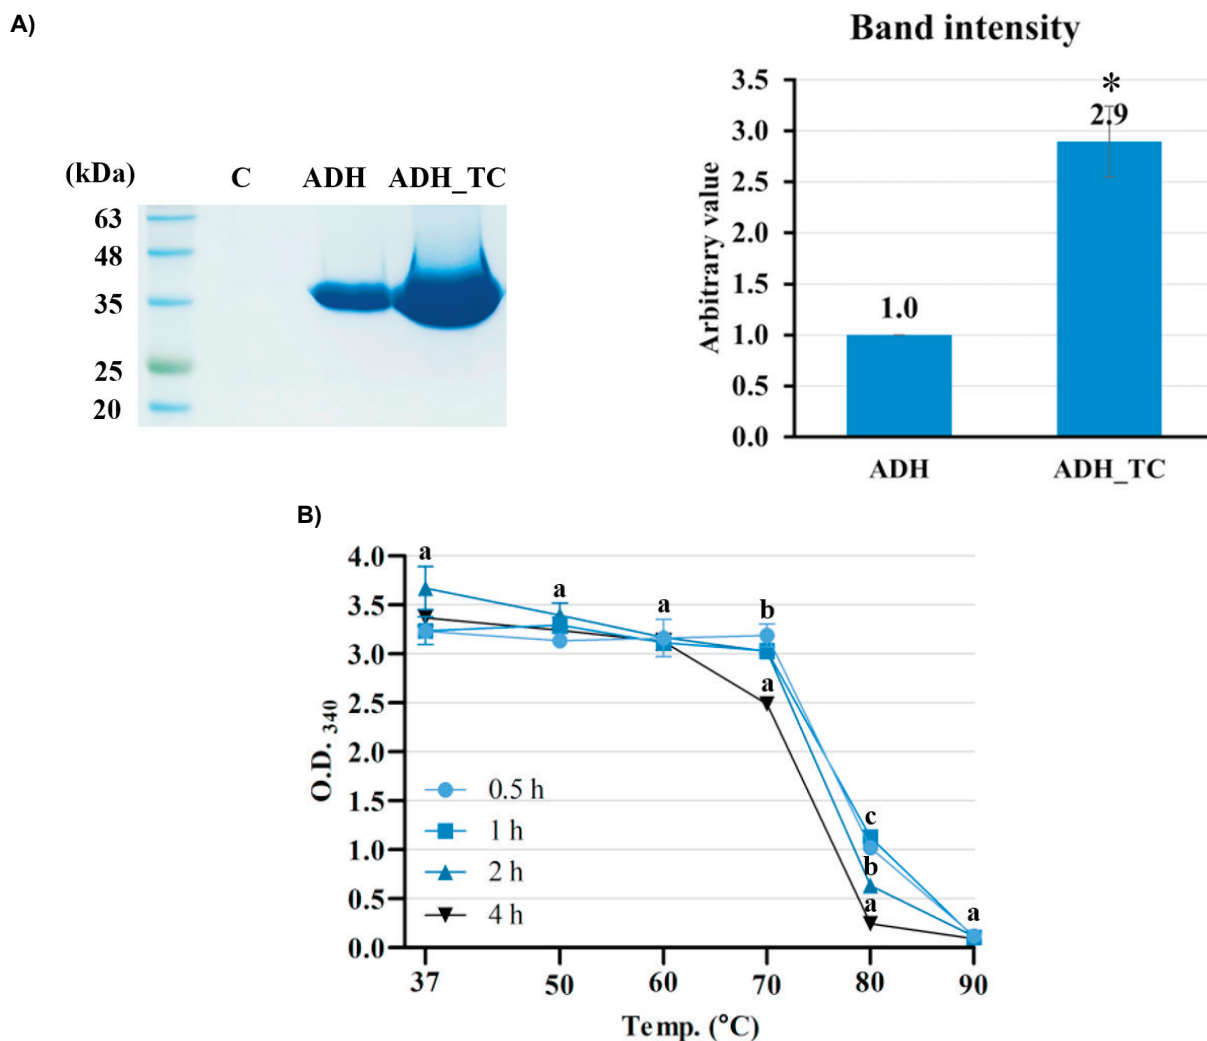 A)
(kDa) C ADH ADH_TC
63
48
35
25
20
Band intensity
Arbitrary value
3.5
3.0
2.5
2.0
1.5
1.0
0.5
0.0
1.0
*
2.9
ADH ADH_TC
B)
O.D. 340
4.0
3.5
3.0
2.5
2.0
1.5
1.0
0.5
0.0
a a a b
a
c
b
a a
0.5 h
1 h
2 h
4 h
37 50 60 70 80 90
Temp. (°C)